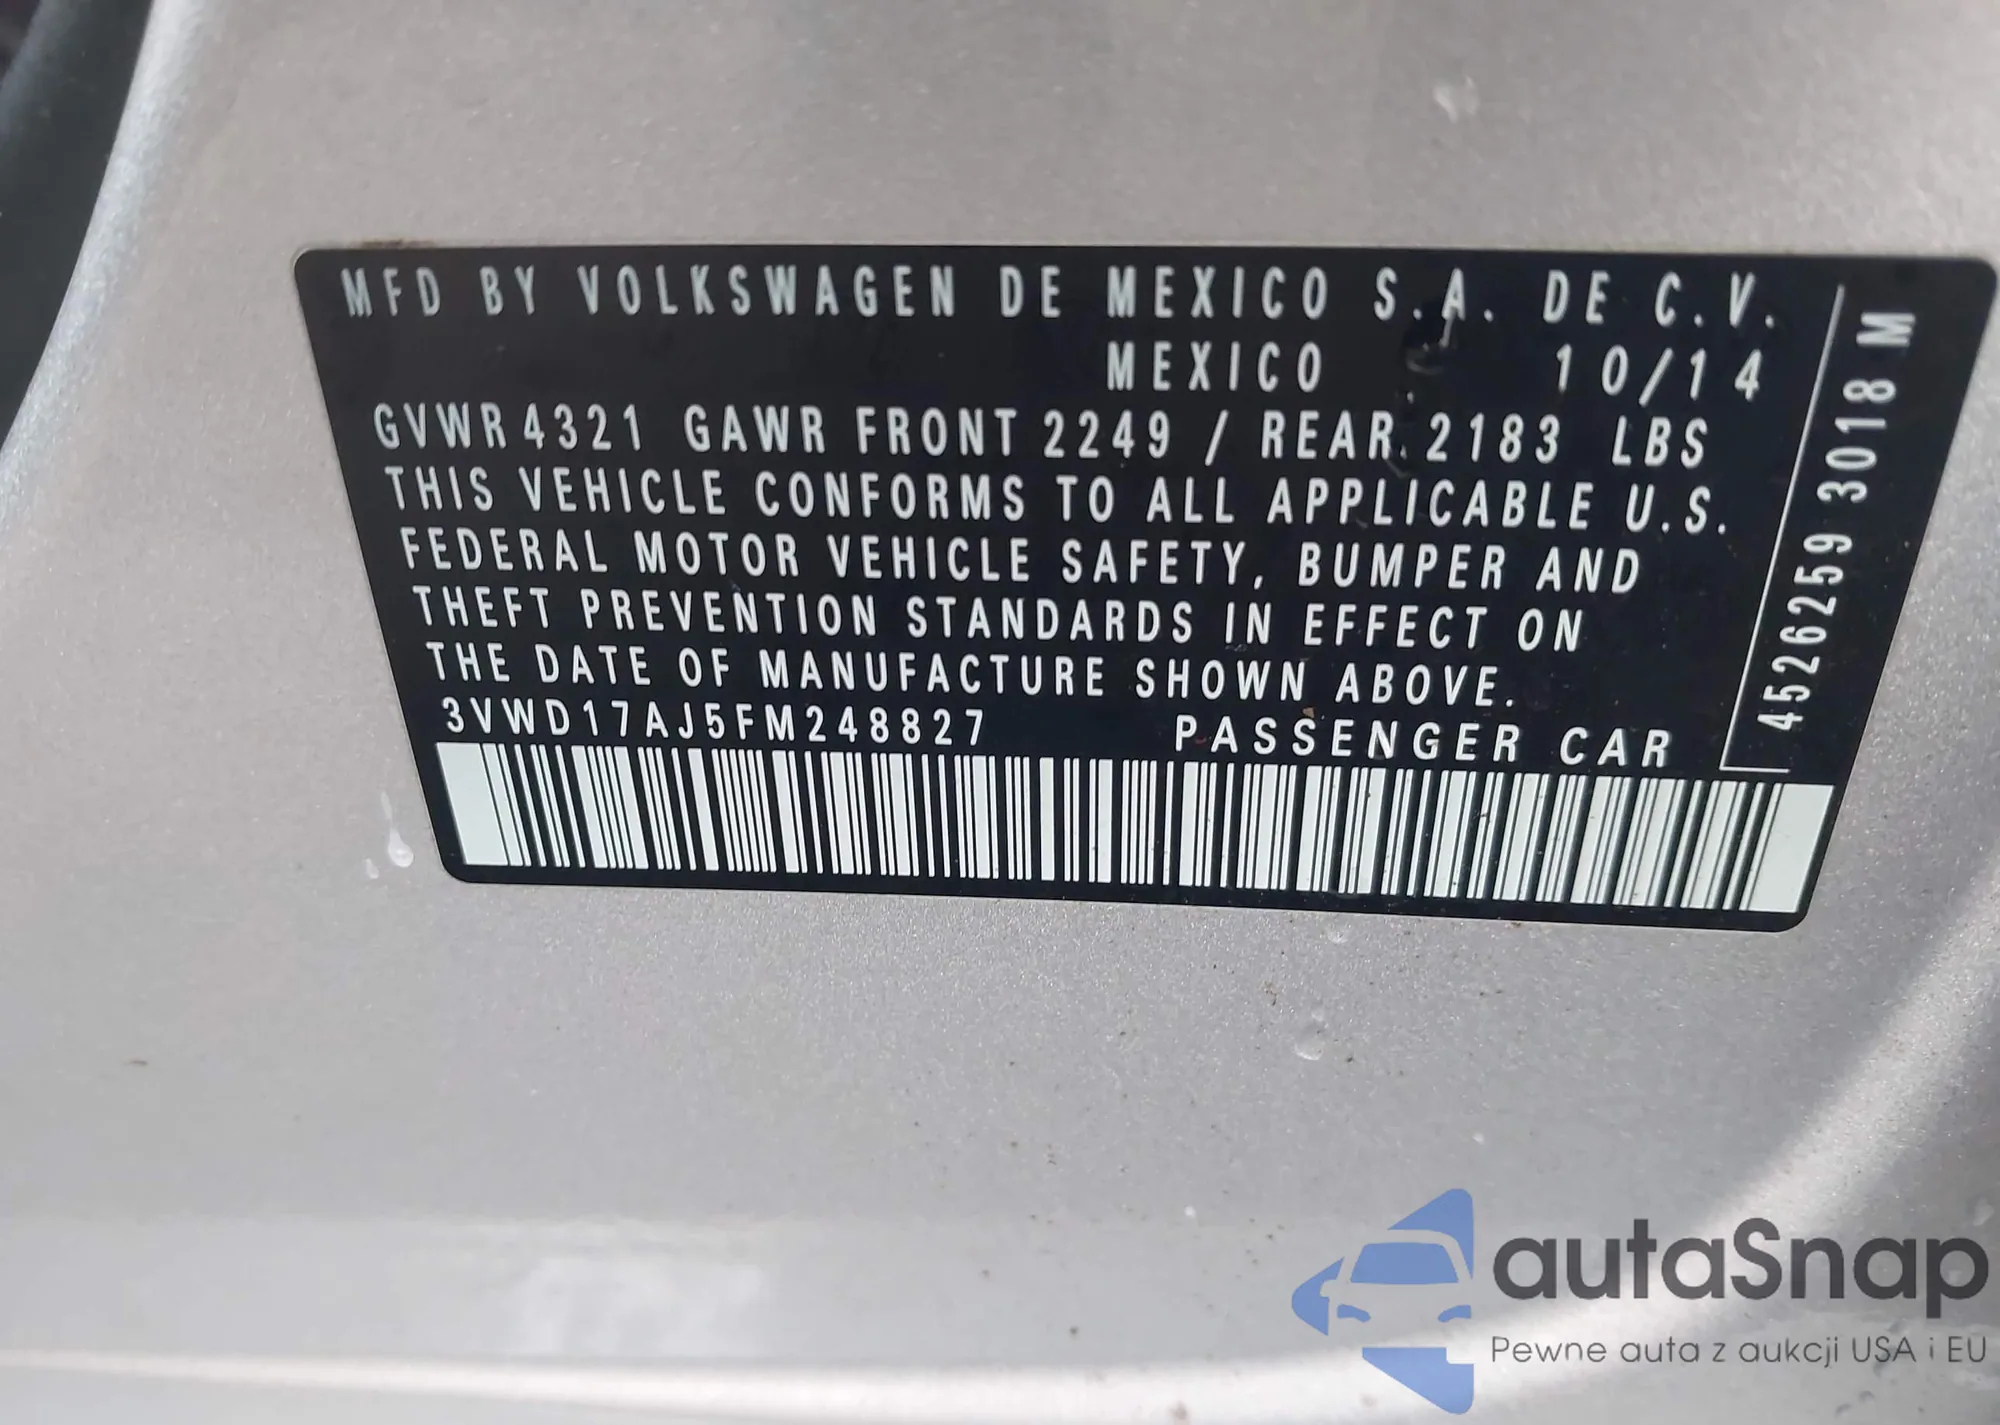 MFD BY VOLKSWAGEN DE MEXICO S.A. DE C.V.
MEXICO 10/14
GVWR 4321 GAWR FRONT 2249 / REAR 2183 LBS
THIS VEHICLE CONFORMS TO ALL APPLICABLE U.S.
FEDERAL MOTOR VEHICLE SAFETY, BUMPER AND
THEFT PREVENTION STANDARDS IN EFFECT ON
THE DATE OF MANUFACTURE SHOWN ABOVE.
3VWD17AJ5FM248827 PASSENGER CAR
4526259 3018 M
autaSnap
Pewne auta z aukcji USA i EU